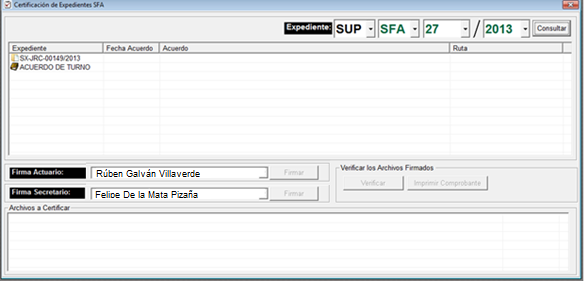 Certificación de Expedientes SFA
Expediente: SUP SFA 27 / 2013 Consultar
Expediente Fecha Acuerdo Acuerdo Ruta
SX-JRC-00149/2013
ACUERDO DE TURNO
Firma Actuario: Rúben Galván Villaverde Firmar
Verificar los Archivos Firmados
Verificar Imprimir Comprobante
Firma Secretario: Felipe De la Mata Pizaña Firmar
Archivos a Certificar